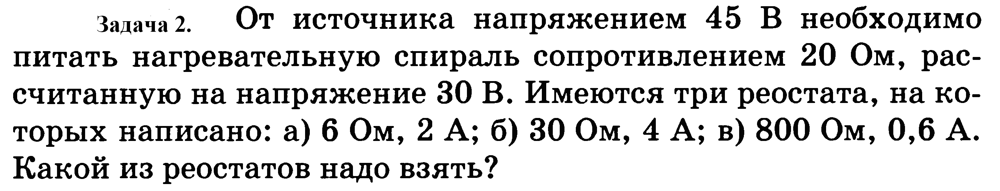 Задача 2. От источника напряжением 45 В необходимо
питать нагревательную спираль сопротивлением 20 Ом, рас-
считанную на напряжение 30 В. Имеются три реостата, на ко-
торых написано: а) 6 Ом, 2 А; б) 30 Ом, 4 А; в) 800 Ом, 0,6 А.
Какой из реостатов надо взять?